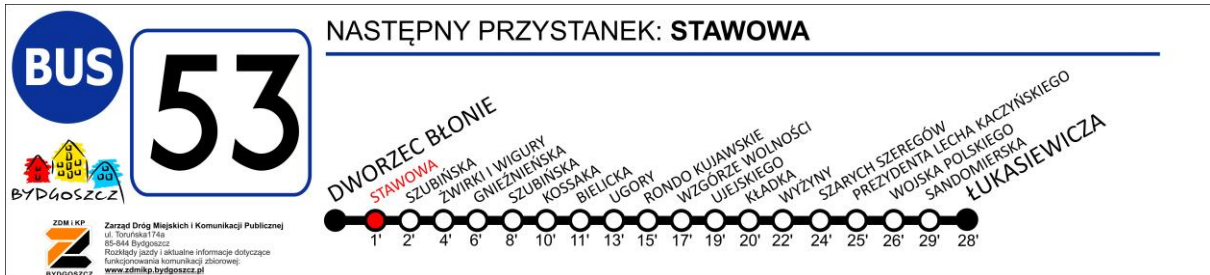 BUS
53
BYDGOSZCZ
ZDM i KP
BYDGOSZCZ
Zarząd Dróg Miejskich i Komunikacji Publicznej
ul. Toruńska174a
85-844 Bydgoszcz
Rozkłady jazdy i aktualne informacje dotyczące
funkcjonowania komunikacji zbiorowej:
www.zdmikp.bydgoszcz.pl
NASTĘPNY PRZYSTANEK: STAWOWA
DWORZEC BŁONIE
STAWOWA
SZUBIŃSKA
ŻWIRKI I WIGURY
GNIEŹNIEŃSKA
SZUBIŃSKA
KOSSAKA
BIELICKA
UGORY
RONDO KUJAWSKIE
WZGÓRZE WOLNOŚCI
UJEJSKIEGO
KŁADKA
WYŻYNY
SZARYCH SZEREGÓW
PREZYDENTA LECHA KACZYŃSKIEGO
WOJSKA POLSKIEGO
SANDOMIERSKA
ŁUKASIEWICZA
1' 2' 4' 6' 8' 10' 11' 13' 15' 17' 19' 20' 22' 24' 25' 26' 29' 28'